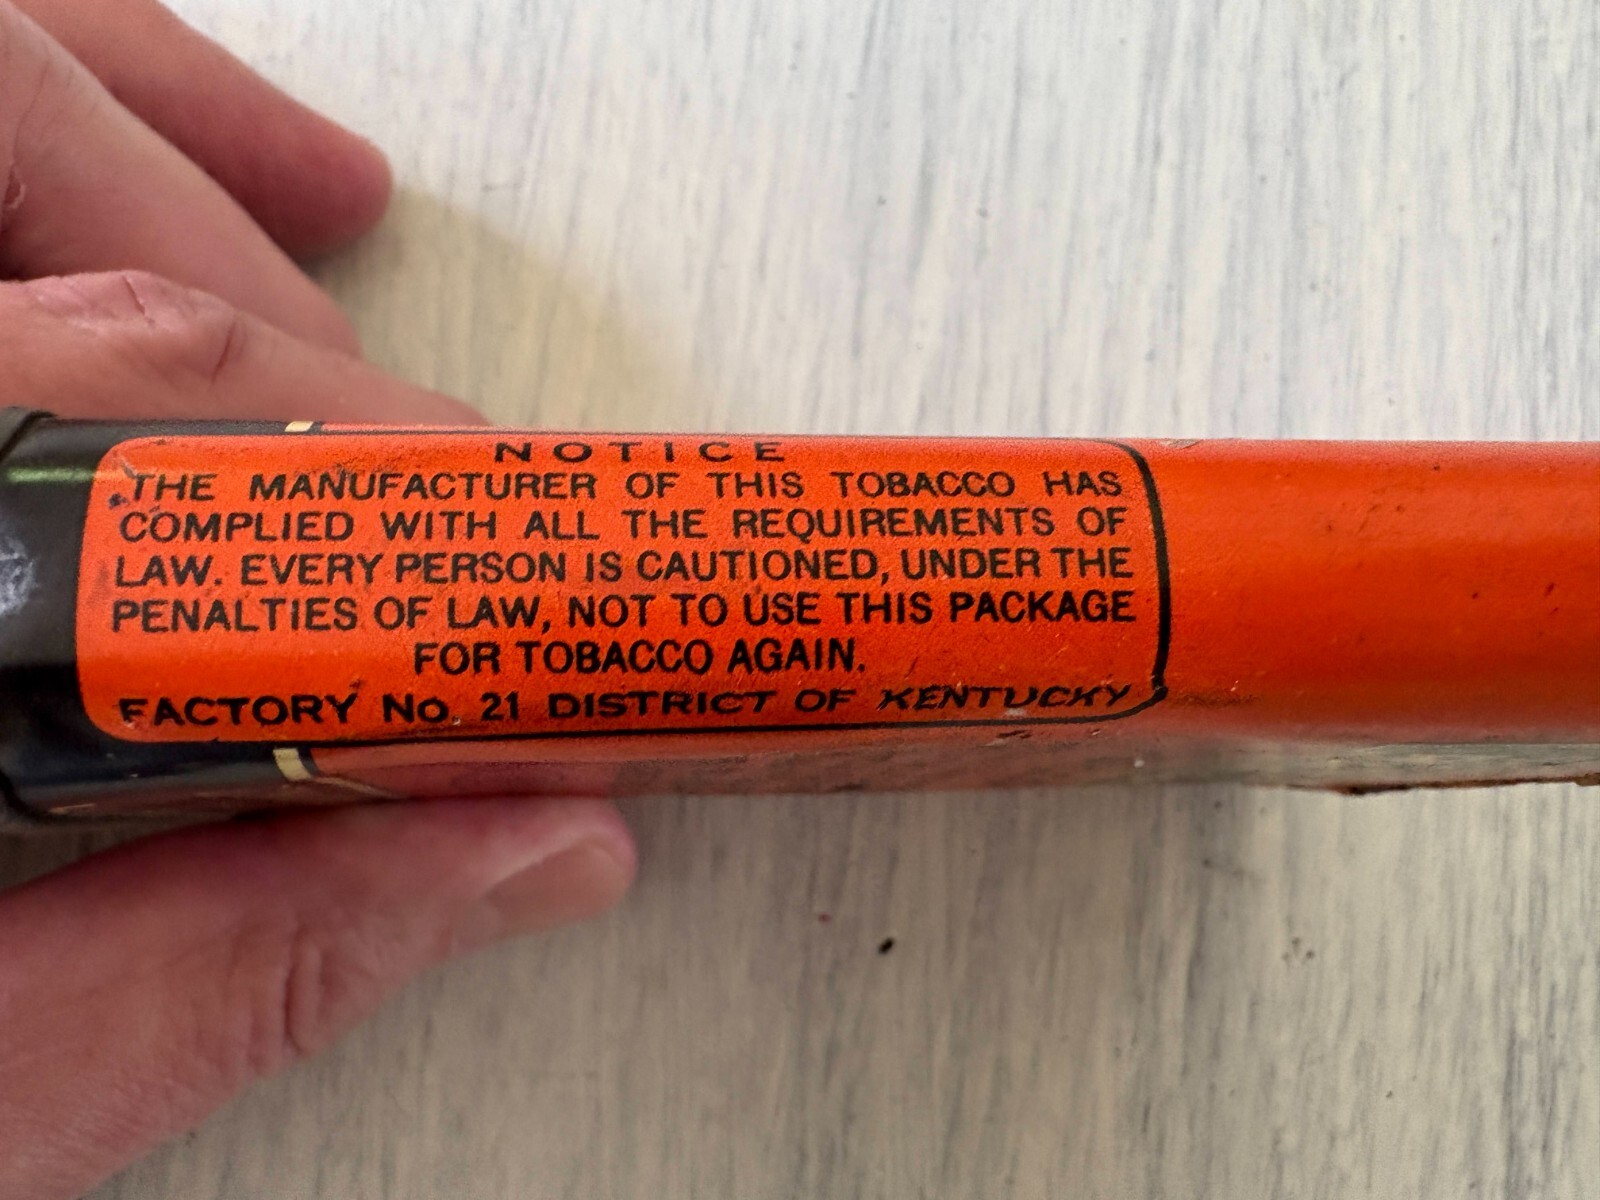 NOTICE
THE MANUFACTURER OF THIS TOBACCO HAS
COMPLIED WITH ALL THE REQUIREMENTS OF
LAW. EVERY PERSON IS CAUTIONED, UNDER THE
PENALTIES OF LAW, NOT TO USE THIS PACKAGE
FOR TOBACCO AGAIN.
FACTORY No. 21 DISTRICT OF KENTUCKY